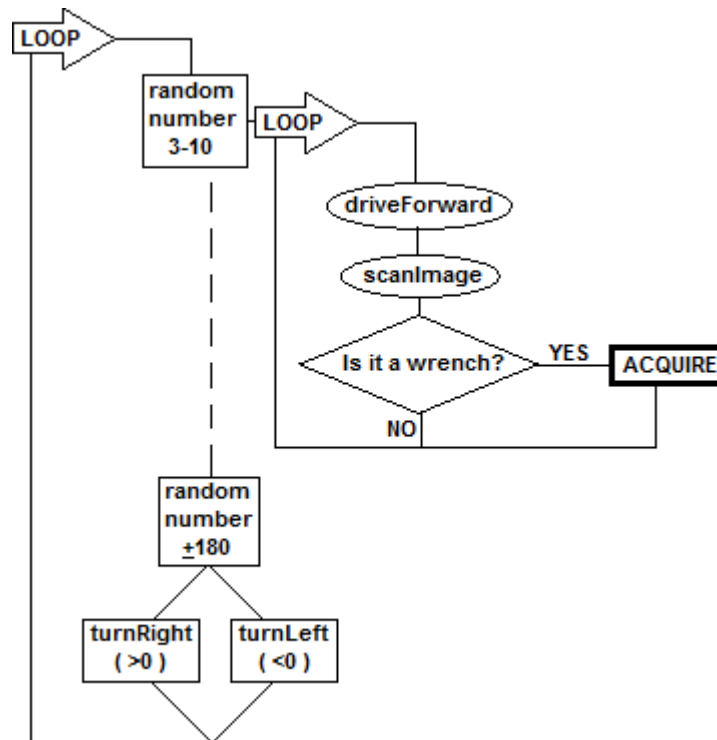 LOOP
random
number
3-10
LOOP
driveForward
scanImage
Is it a wrench?
YES
ACQUIRE
NO
random
number
±180
turnRight
( >0 )
turnLeft
( <0 )